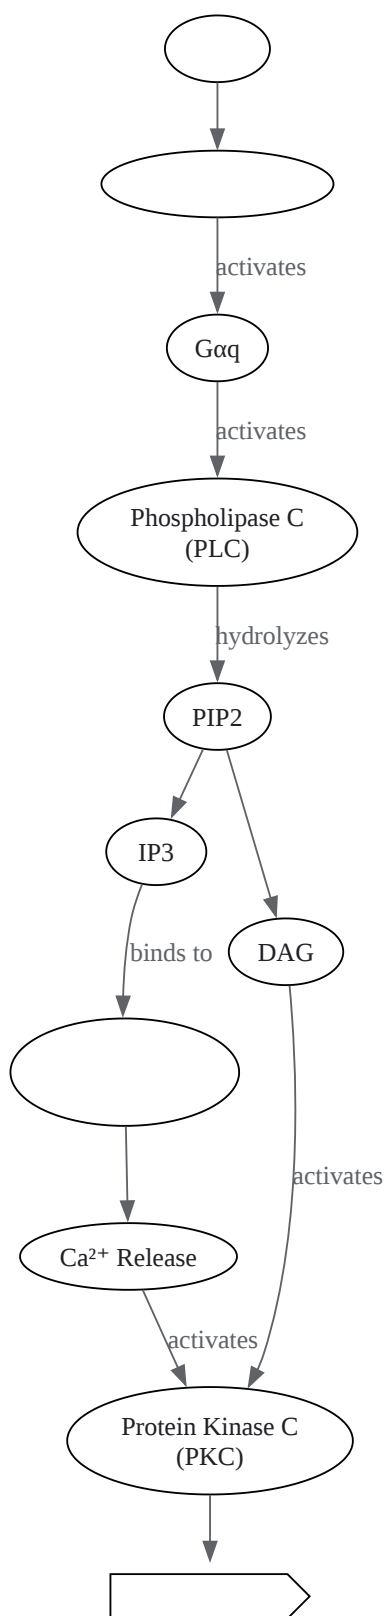 activates
Gαq
activates
Phospholipase C
(PLC)
hydrolyzes
PIP2
IP3
binds to
DAG
activates
Ca²⁺ Release
activates
Protein Kinase C
(PKC)